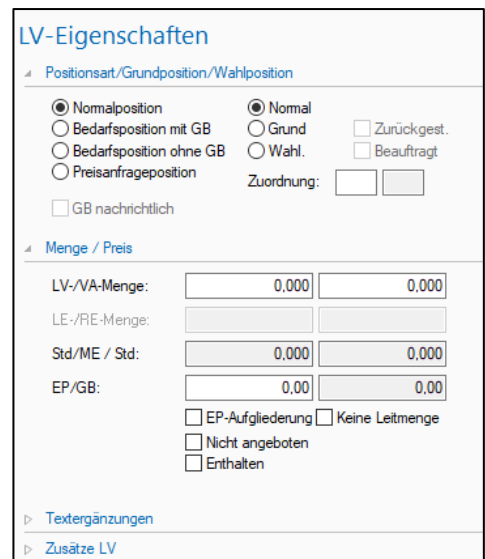 LV-Eigenschaften
Positionsart/Grundposition/Wahlposition
Normalposition Normal
Bedarfsposition mit GB Grund Zurückgest.
Bedarfsposition ohne GB Wahl. Beauftragt
Preisanfrageposition Zuordnung:
GB nachrichtlich
Menge / Preis
LV-/VA-Menge: 0,000 0,000
LE-/RE-Menge:
Std/ME / Std: 0,000 0,000
EP/GB: 0,00 0,00
EP-Aufgliederung Keine Leitmenge
Nicht angeboten
Enthalten
Textergänzungen
Zusätze LV